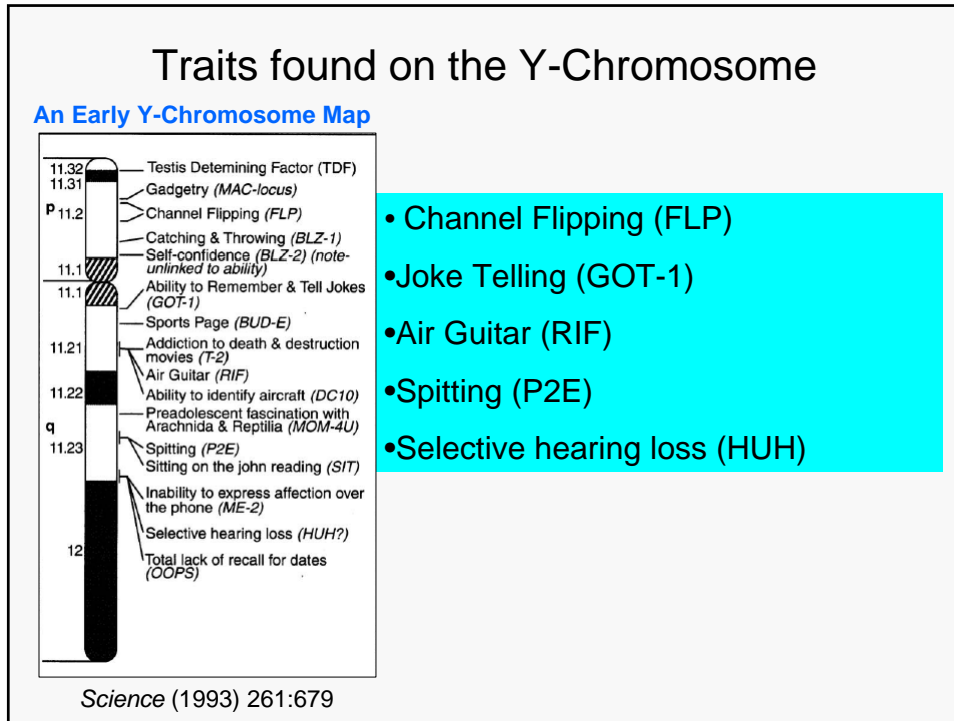 Traits found on the Y-Chromosome
An Early Y-Chromosome Map
11.32
11.31
p 11.2
11.1
11.1
11.21
11.22
q
11.23
12
Testis Detemining Factor (TDF)
Gadgetry (MAC-locus)
Channel Flipping (FLP)
Catching & Throwing (BLZ-1)
Self-confidence (BLZ-2) (note-
unlinked to ability)
Ability to Remember & Tell Jokes
(GOT-1)
Sports Page (BUD-E)
Addiction to death & destruction
movies (T-2)
Air Guitar (RIF)
Ability to identify aircraft (DC10)
Preadolescent fascination with
Arachnida & Reptilia (MOM-4U)
Spitting (P2E)
Sitting on the john reading (SIT)
Inability to express affection over
the phone (ME-2)
Selective hearing loss (HUH?)
Total lack of recall for dates
(OOPS)
Science (1993) 261:679
• Channel Flipping (FLP)
•Joke Telling (GOT-1)
•Air Guitar (RIF)
•Spitting (P2E)
•Selective hearing loss (HUH)